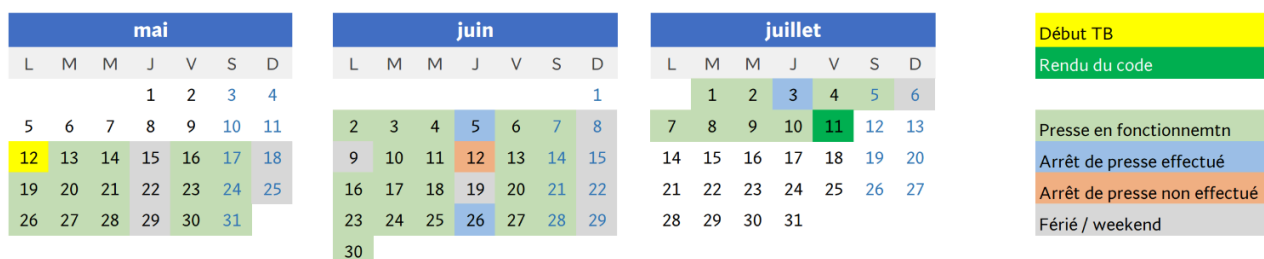 mai juin juillet Début TB
L M M J V S D L M M J V S D L M M J V S D Rendu du code
1 2 3 4 1 1 2 3 4 5 6
5 6 7 8 9 10 11 2 3 4 5 6 7 8 7 8 9 10 11 12 13 Presse en fonctionnemtn
12 13 14 15 16 17 18 9 10 11 12 13 14 15 14 15 16 17 18 19 20 Arrêt de presse effectué
19 20 21 22 23 24 25 16 17 18 19 20 21 22 21 22 23 24 25 26 27 Arrêt de presse non effectué
26 27 28 29 30 31 23 24 25 26 27 28 29 28 29 30 31 Férié / weekend
30